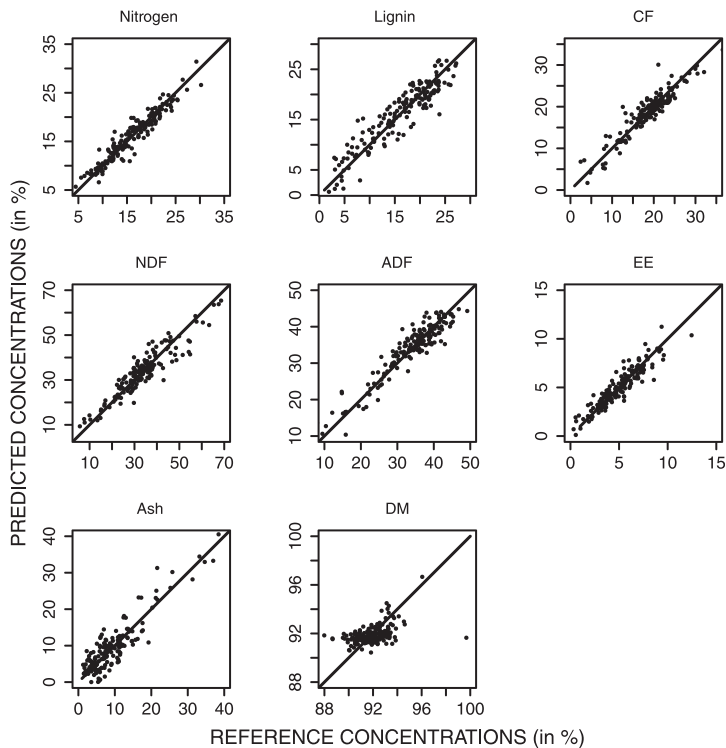 Nitrogen
Lignin
CF
35
25
15
5
5 15 25 35
25
15
5
0
0 5 15 25
30
20
10
0
0 10 20 30
NDF
ADF
EE
70
50
30
10
10 30 50 70
50
40
30
20
10
10 20 30 40 50
15
10
5
0
0 5 10 15
Ash
DM
40
30
20
10
0
0 10 20 30 40
100
96
92
88
88 92 96 100
PREDICTED CONCENTRATIONS (in %)
REFERENCE CONCENTRATIONS (in %)